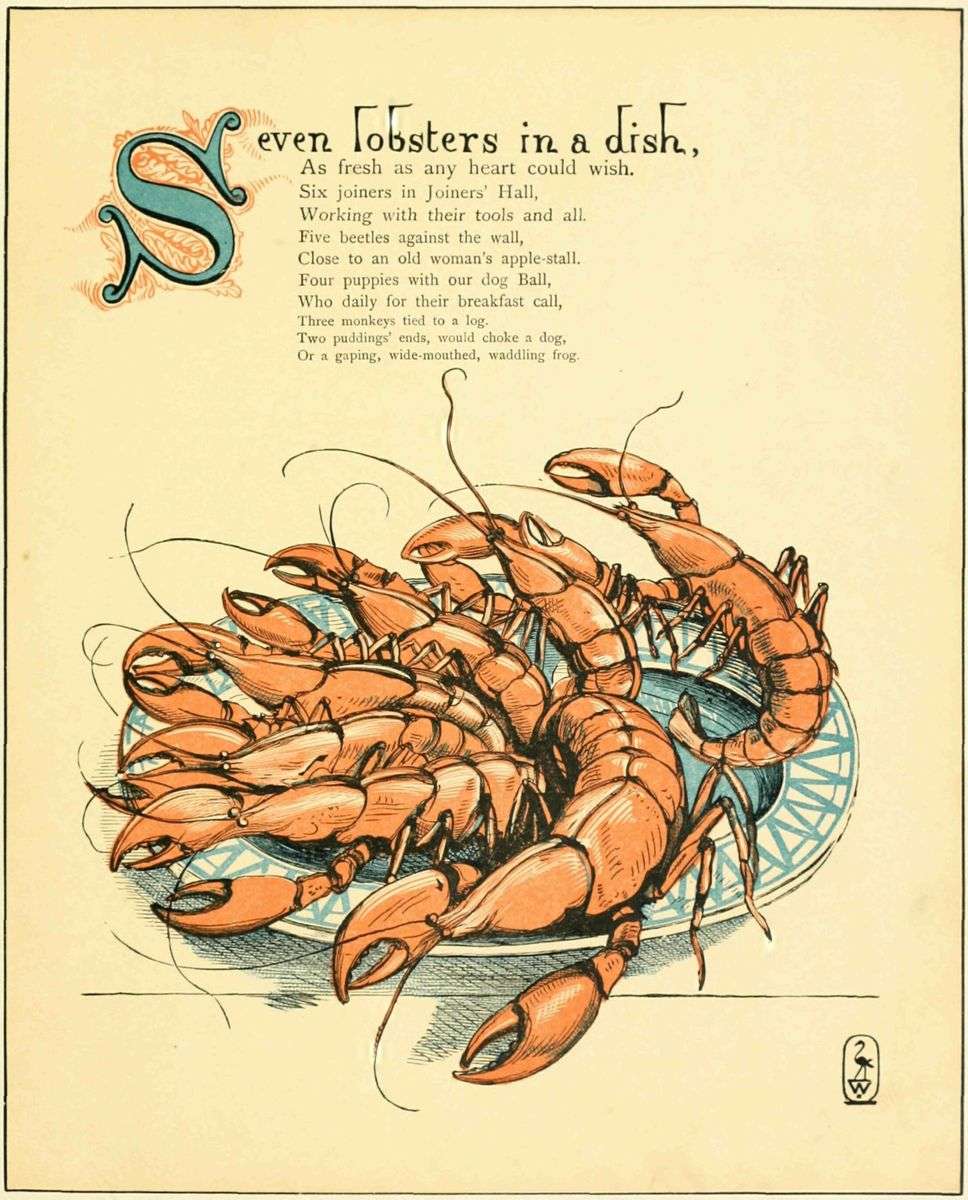 Seven lobsters in a dish,
As fresh as any heart could wish.
Six joiners in Joiners' Hall,
Working with their tools and all.
Five beetles against the wall,
Close to an old woman's apple-stall.
Four puppies with our dog Ball,
Who daily for their breakfast call,
Three monkeys tied to a log.
Two puddings' ends, would choke a dog,
Or a gaping, wide-mouthed, waddling frog.
W.